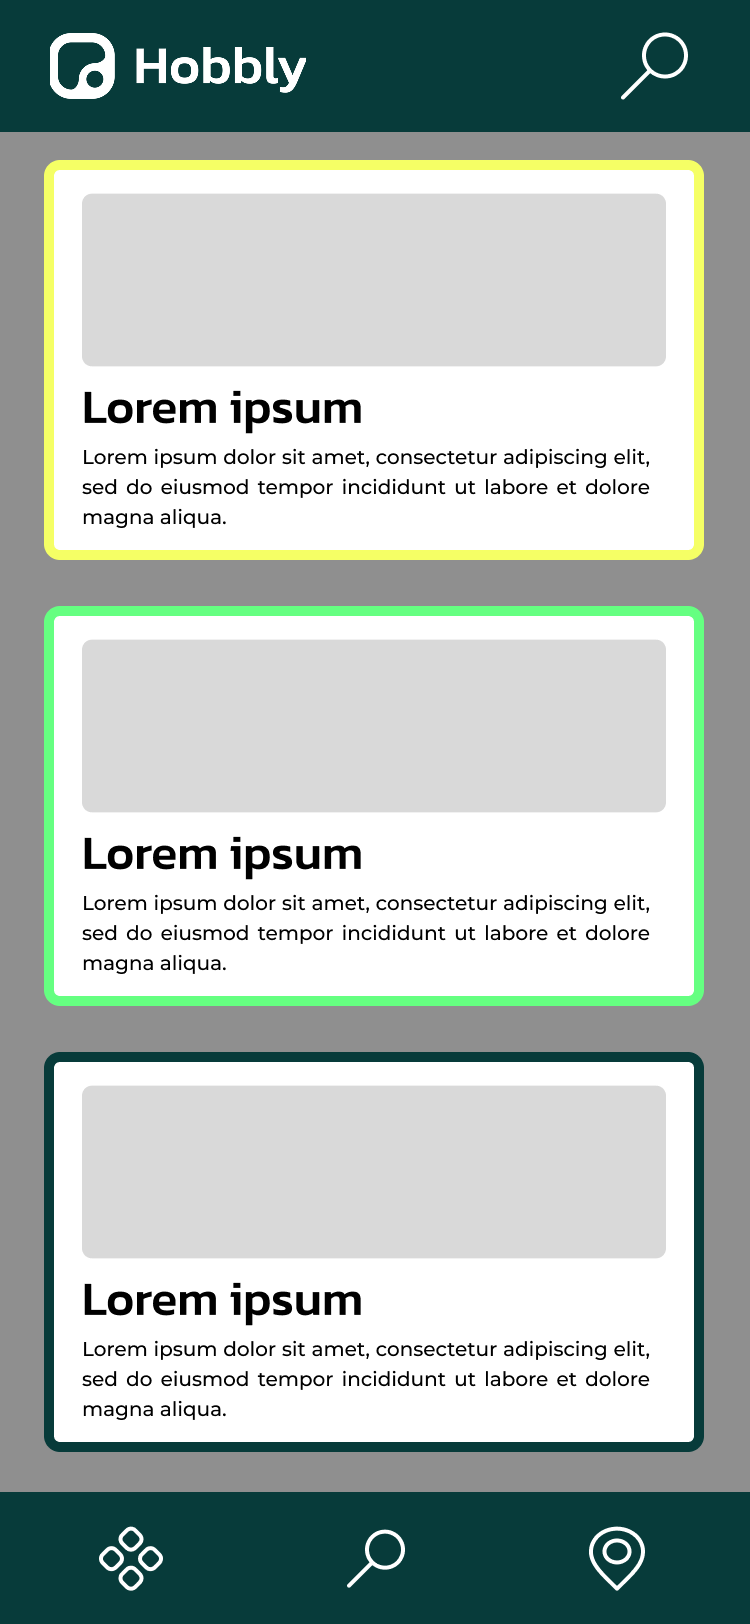 Hobbly
Lorem ipsum
Lorem ipsum dolor sit amet, consectetur adipiscing elit,
sed do eiusmod tempor incididunt ut labore et dolore
magna aliqua.
Lorem ipsum
Lorem ipsum dolor sit amet, consectetur adipiscing elit,
sed do eiusmod tempor incididunt ut labore et dolore
magna aliqua.
Lorem ipsum
Lorem ipsum dolor sit amet, consectetur adipiscing elit,
sed do eiusmod tempor incididunt ut labore et dolore
magna aliqua.